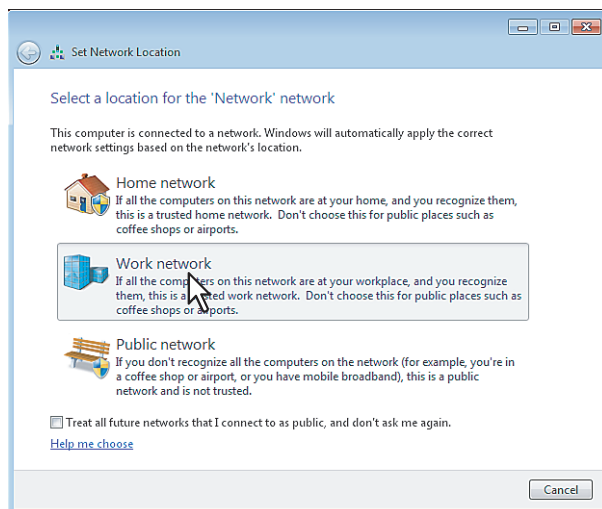 Set Network Location
Select a location for the 'Network' network
This computer is connected to a network. Windows will automatically apply the correct
network settings based on the network's location.
Home network
If all the computers on this network are at your home, and you recognize them,
this is a trusted home network. Don't choose this for public places such as
coffee shops or airports.
Work network
If all the computers on this network are at your workplace, and you recognize
them, this is a trusted work network. Don't choose this for public places such as
coffee shops or airports.
Public network
If you don't recognize all the computers on the network (for example, you're in
a coffee shop or airport, or you have mobile broadband), this is a public
network and is not trusted.
Treat all future networks that I connect to as public, and don't ask me again.
Help me choose
Cancel